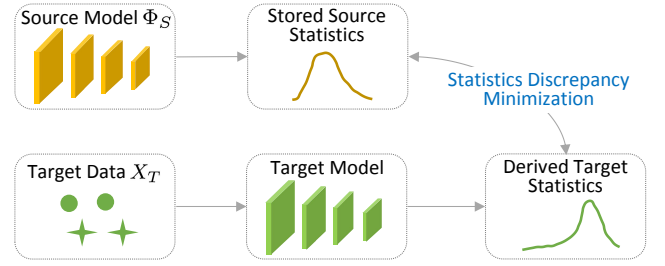 Source Model Φ_S
Stored Source
Statistics
Statistics Discrepancy
Minimization
Target Data X_T
Target Model
Derived Target
Statistics